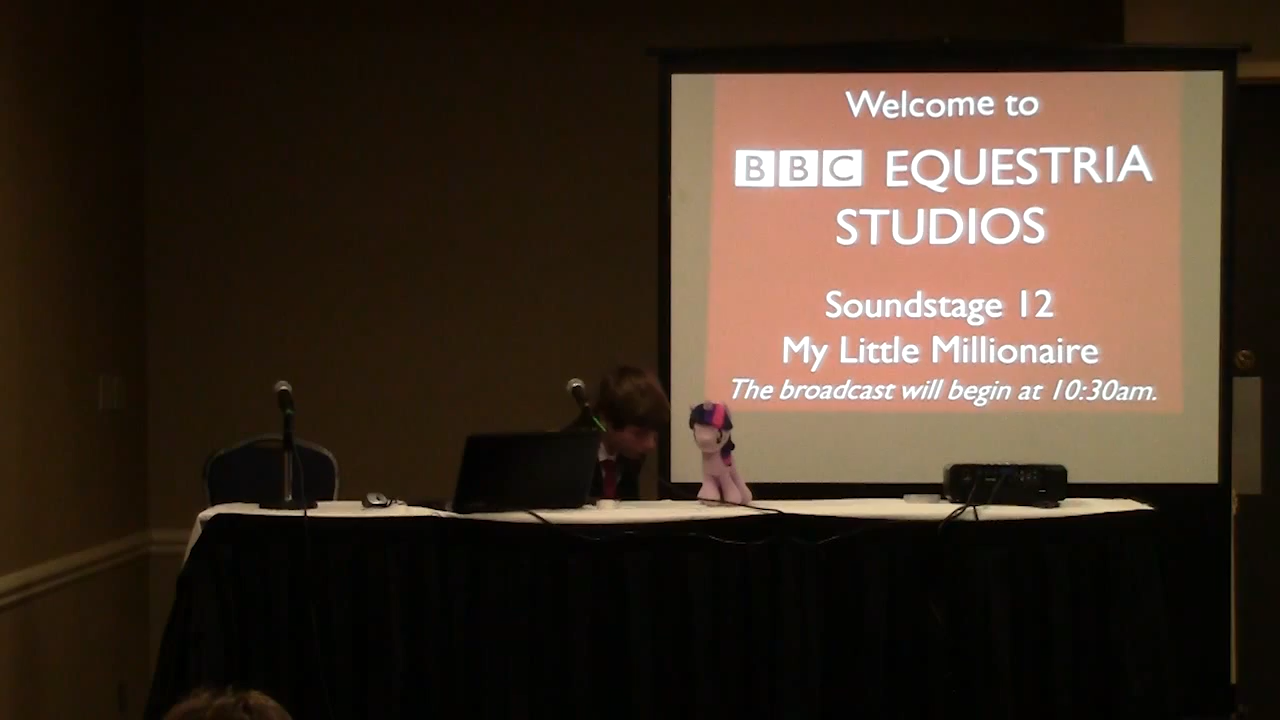 Welcome to
BBC EQUESTRIA
STUDIOS
Soundstage 12
My Little Millionaire
The broadcast will begin at 10:30am.